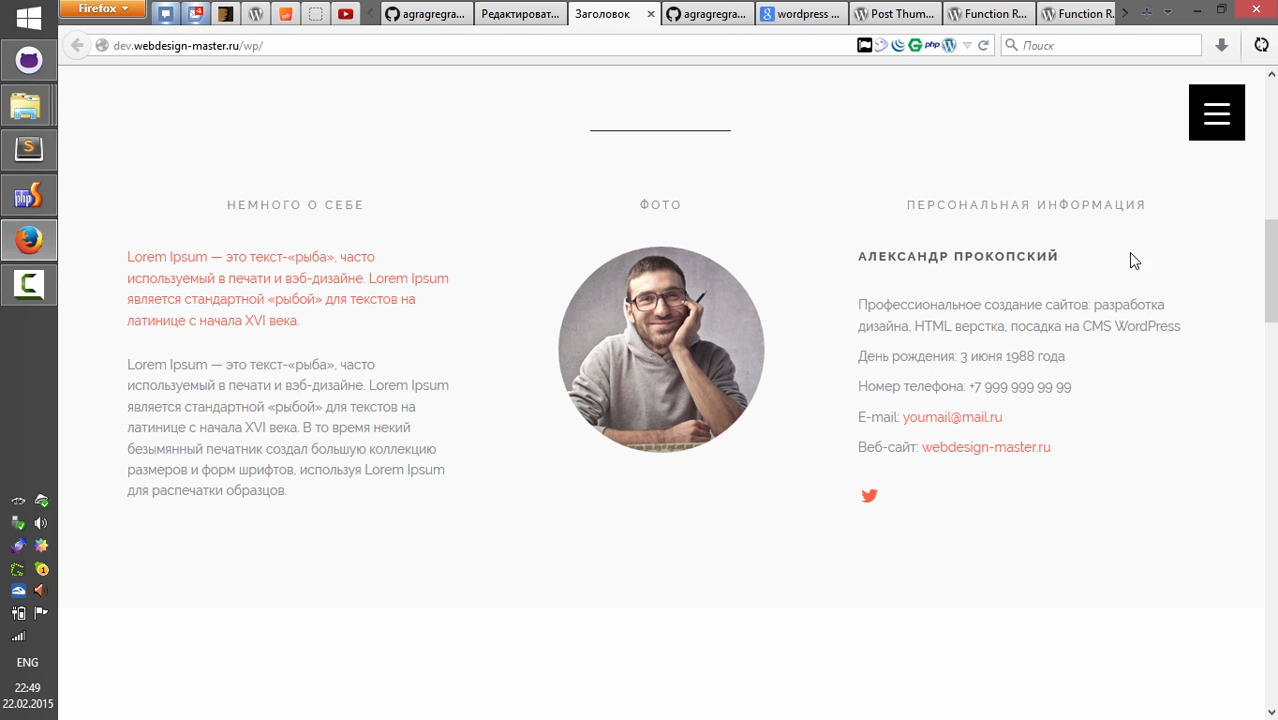 Firefox
agragregra...
Редактироват...
Заголовок
agragregra...
wordpress ...
Post Thum...
Function R...
Function R...
dev.webdesign-master.ru/wp/
php
Поиск
НЕМНОГО О СЕБЕ
ФОТО
ПЕРСОНАЛЬНАЯ ИНФОРМАЦИЯ
Lorem Ipsum — это текст-«рыба», часто
используемый в печати и вэб-дизайне. Lorem Ipsum
является стандартной «рыбой» для текстов на
латинице с начала XVI века.
Lorem Ipsum — это текст-«рыба», часто
используемый в печати и вэб-дизайне. Lorem Ipsum
является стандартной «рыбой» для текстов на
латинице с начала XVI века. В то время некий
безымянный печатник создал большую коллекцию
размеров и форм шрифтов, используя Lorem Ipsum
для распечатки образцов.
АЛЕКСАНДР ПРОКОПСКИЙ
Профессиональное создание сайтов: разработка
дизайна, HTML верстка, посадка на CMS WordPress
День рождения: 3 июня 1988 года
Номер телефона: +7 999 999 99 99
E-mail: youmail@mail.ru
Веб-сайт: webdesign-master.ru
ENG
22:49
22.02.2015